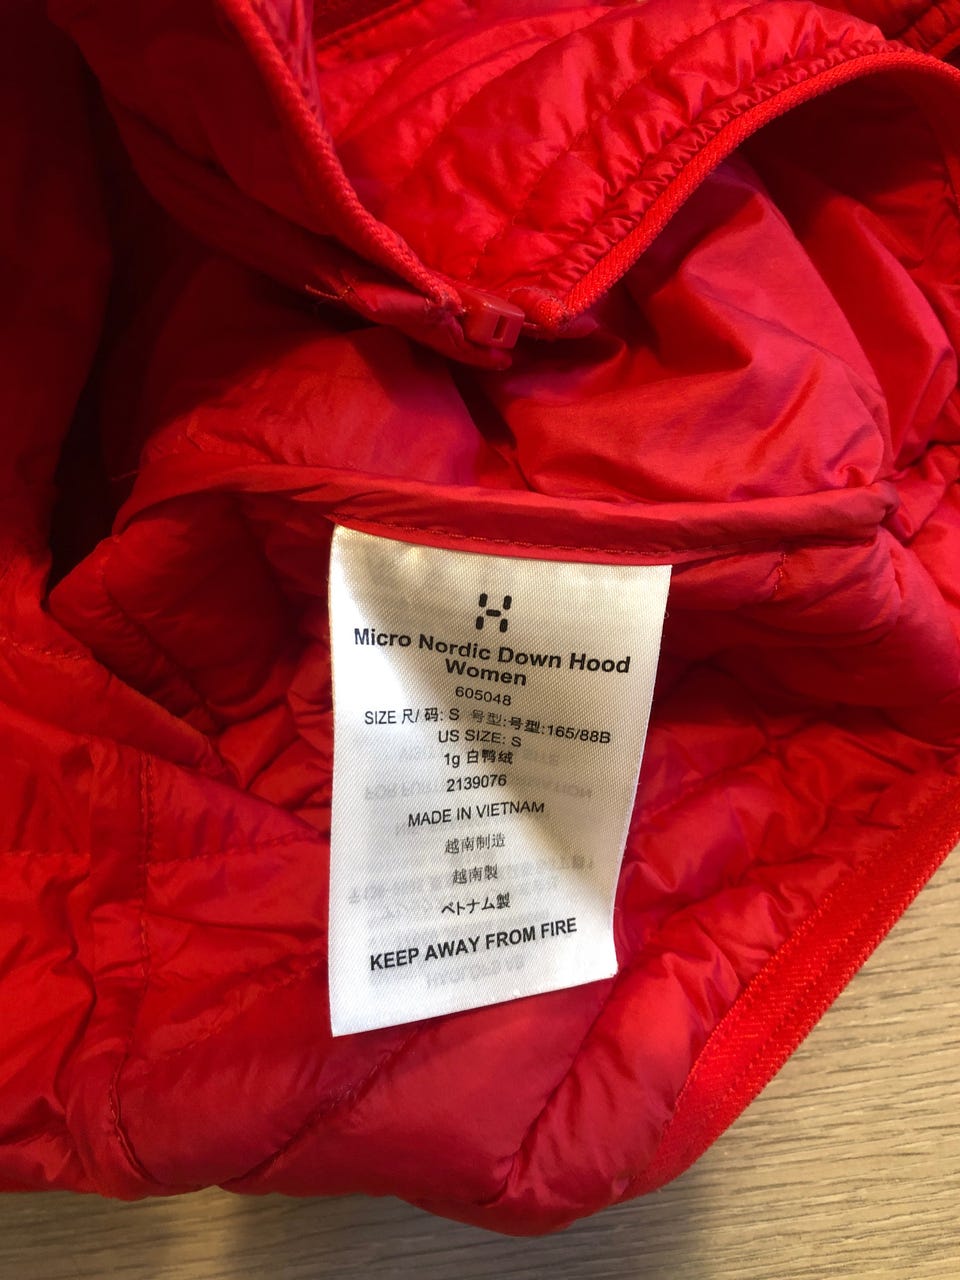 Micro Nordic Down Hood
Women
605048
SIZE 尺/ 码: S 号型:号型:165/88B
US SIZE: S
1g 白鸭绒
2139076
MADE IN VIETNAM
越南制造
越南製
ベトナム製
KEEP AWAY FROM FIRE